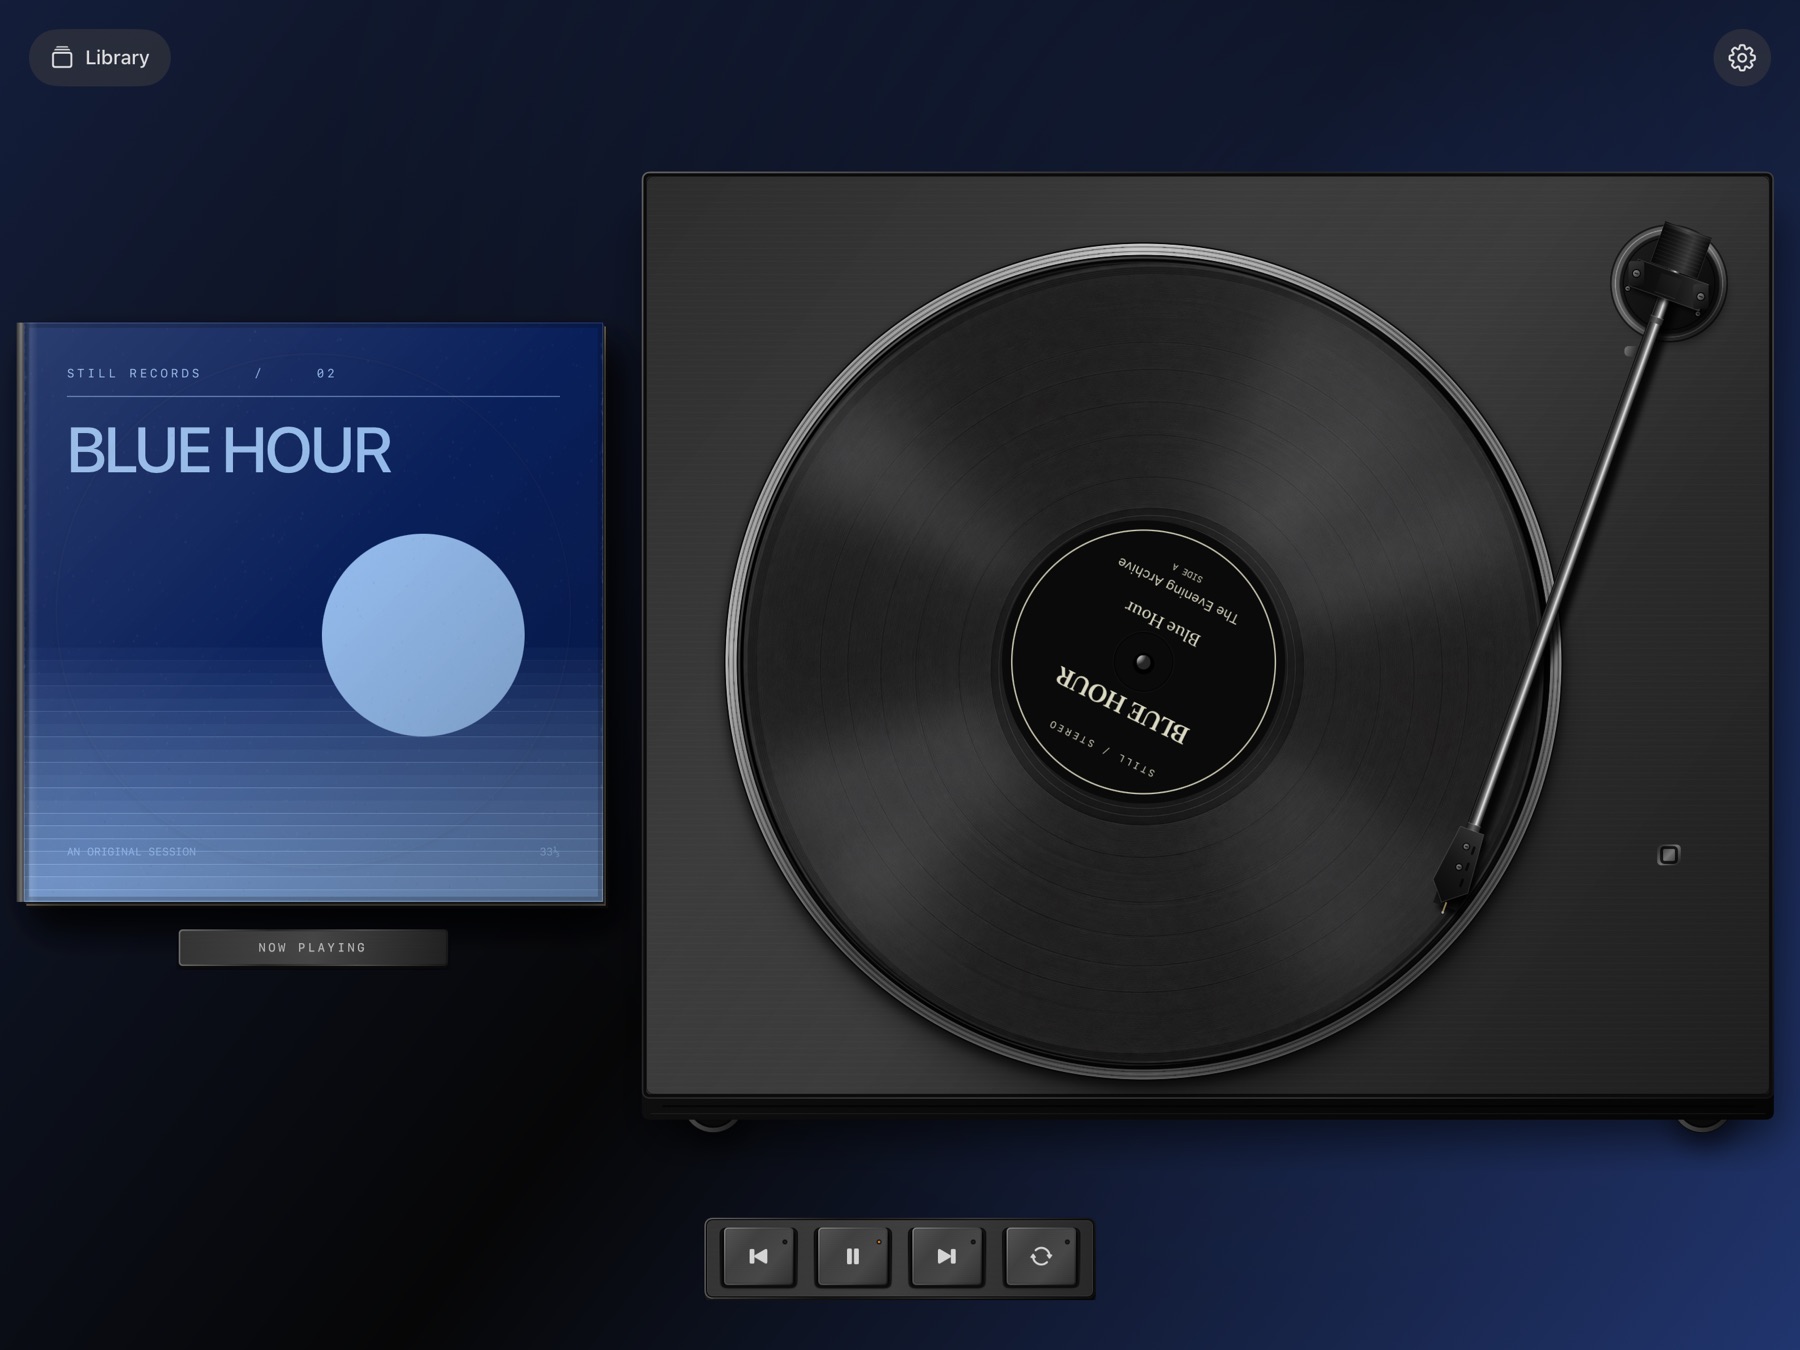 Library
STILL RECORDS / 02
BLUE HOUR
AN ORIGINAL SESSION 33⅓
NOW PLAYING
STILL / STEREO
BLUE HOUR
Blue Hour
The Evening Archive
SIDE A